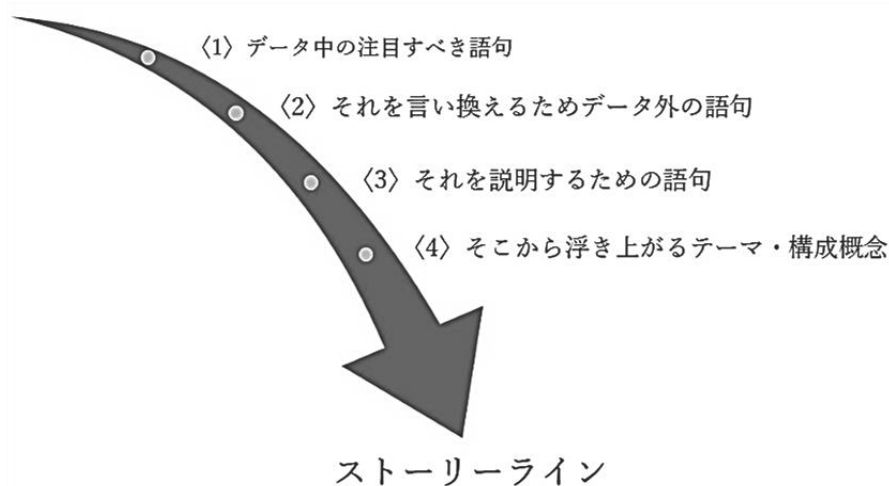 〈1〉データ中の注目すべき語句
〈2〉それを言い換えるためデータ外の語句
〈3〉それを説明するための語句
〈4〉そこから浮き上がるテーマ・構成概念
ストーリーライン